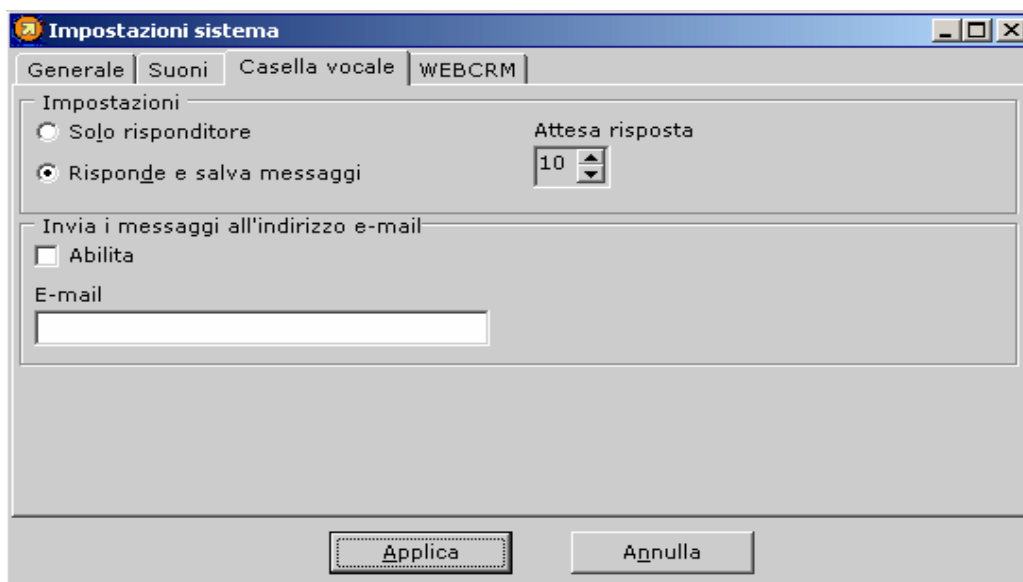 Impostazioni sistema
Generale Suoni Casella vocale WEBCRM
Impostazioni
Solo risponditore
Attesa risposta
Risponde e salva messaggi
10
Invia i messaggi all'indirizzo e-mail
Abilita
E-mail
Applica Annulla